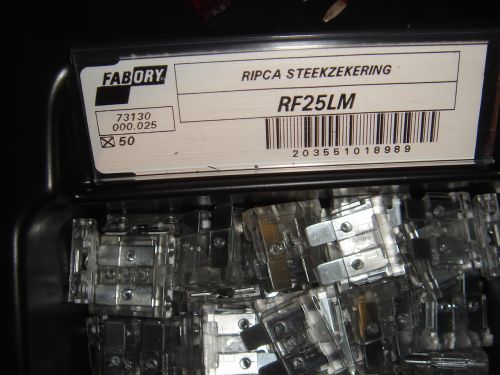 FABORY
RIPCA STEEKZEKERING
RF25LM
73130
000.025
50
203551018989